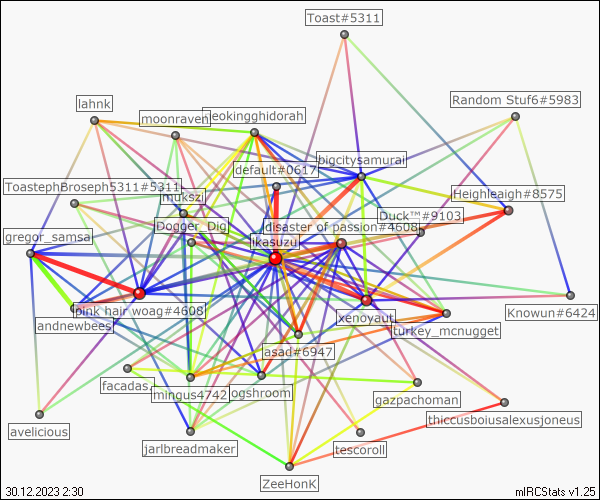 Toast#5311
lahnk
Random Stuf6#5983
moonraven
neokingghidorah
bigcitysamurai
default#0617
ToastephBroseph5311#5311
Heighleaigh#8575
mukszi
Duck™#9103
Dogger_Dig
disaster of passion#4608
gregor_samsa
ikasuzu
Knowun#6424
pink hair woag#4608
xenoyaut
andnewbees
turkey_mcnugget
asad#6947
facadas.
mingus4742
ogshroom
gazpachoman
thiccusboiusalexusjoneus
avelicious
jarlbreadmaker
tescoroll
ZeeHonK
30.12.2023 2:30
mIRCStats v1.25